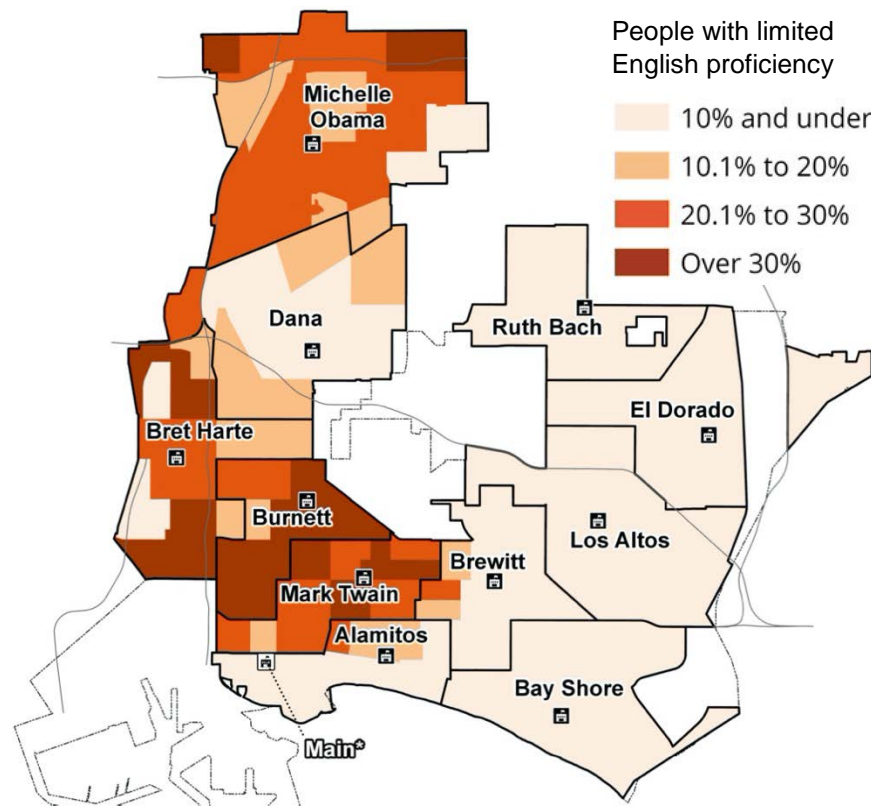 People with limited
English proficiency
10% and under
10.1% to 20%
20.1% to 30%
Over 30%
Michelle
Obama
Dana
Ruth Bach
El Dorado
Bret Harte
Burnett
Los Altos
Brewitt
Mark Twain
Alamitos
Bay Shore
Main*